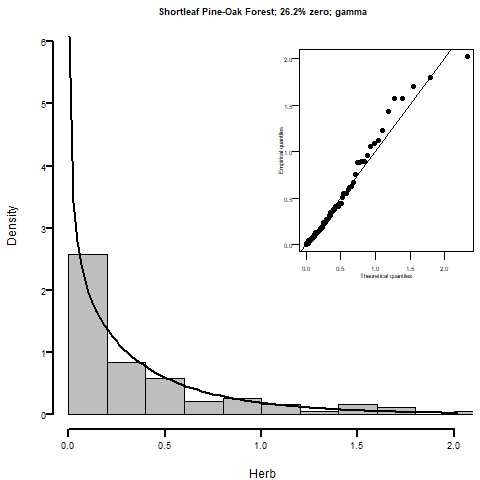 Shortleaf Pine-Oak Forest; 26.2% zero; gamma
6
5
4
3
2
1
0
Density
0.0 0.5 1.0 1.5 2.0
Herb
2.0
1.5
1.0
0.5
0.0
Empirical quantiles
0.0 0.5 1.0 1.5 2.0
Theoretical quantiles